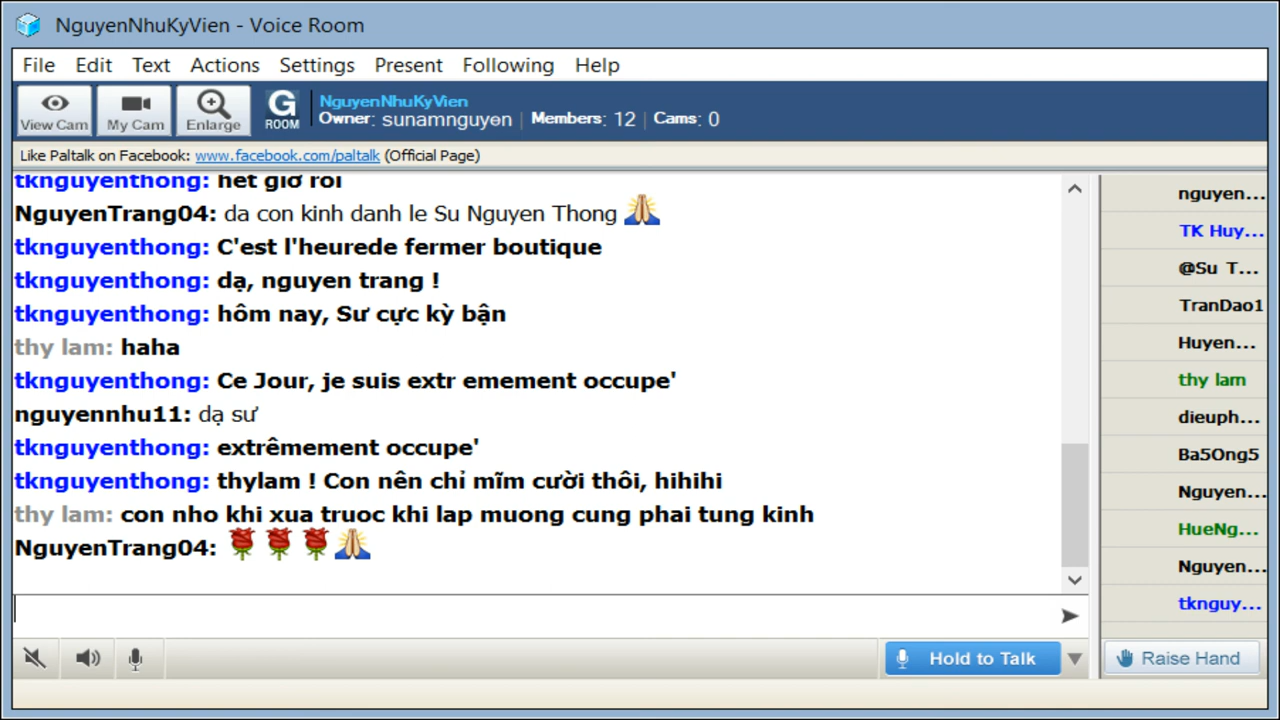 NguyenNhuKyVien - Voice Room
File Edit Text Actions Settings Present Following Help
View Cam My Cam Enlarge G ROOM
NguyenNhuKyVien
Owner: sunamnguyen | Members: 12 | Cams: 0
Like Paltalk on Facebook: www.facebook.com/paltalk (Official Page)
tknguyenthong: hết giờ rồi
NguyenTrang04: da con kinh danh le Su Nguyen Thong 🙏
tknguyenthong: C'est l'heurede fermer boutique
tknguyenthong: dạ, nguyen trang !
tknguyenthong: hôm nay, Sư cực kỳ bận
thy lam: haha
tknguyenthong: Ce Jour, je suis extr emement occupe'
nguyennhu11: dạ sư
tknguyenthong: extrêmement occupe'
tknguyenthong: thylam ! Con nên chỉ mĩm cười thôi, hihihi
thy lam: con nho khi xua truoc khi lap muong cung phai tung kinh
NguyenTrang04: 🌹🌹🌹🙏
nguyen...
TK Huy...
@Su T...
TranDao1
Huyen...
thy lam
dieuph...
Ba5Ong5
Nguyen...
HueNg...
Nguyen...
tknguy...
Hold to Talk
Raise Hand